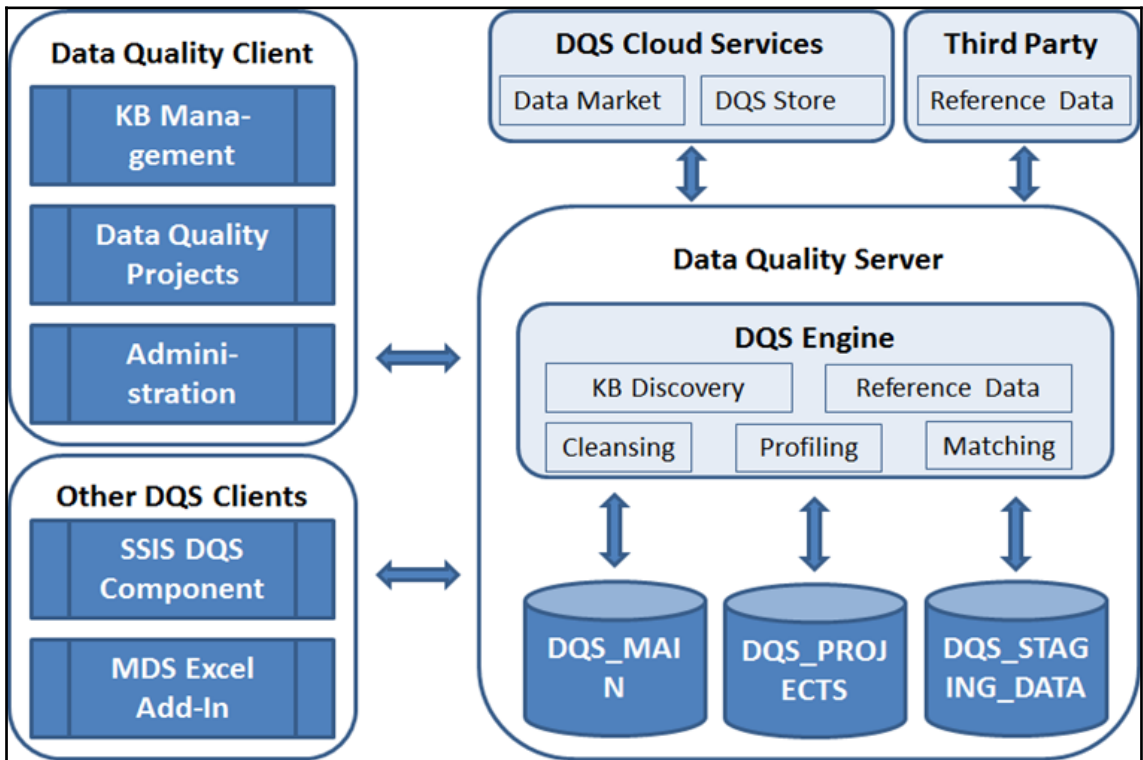 Data Quality Client
KB Mana-
gement
Data Quality
Projects
Admini-
stration
Other DQS Clients
SSIS DQS
Component
MDS Excel
Add-In
DQS Cloud Services
Data Market
DQS Store
Third Party
Reference Data
Data Quality Server
DQS Engine
KB Discovery
Reference Data
Cleansing
Profiling
Matching
DQS_MAI
N
DQS_PROJ
ECTS
DQS_STAG
ING_DATA